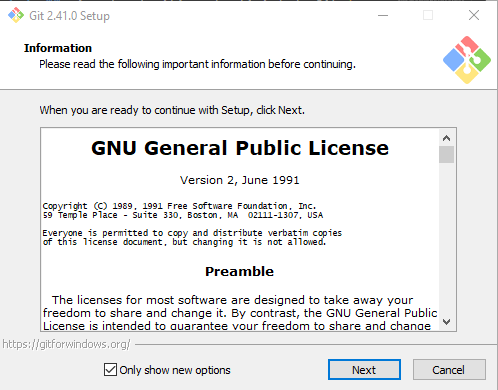 Git 2.41.0 Setup
Information
Please read the following important information before continuing.
When you are ready to continue with Setup, click Next.
GNU General Public License
Version 2, June 1991
Copyright (C) 1989, 1991 Free Software Foundation, Inc.
59 Temple Place - Suite 330, Boston, MA  02111-1307, USA
Everyone is permitted to copy and distribute verbatim copies
of this license document, but changing it is not allowed.
Preamble
The licenses for most software are designed to take away your
freedom to share and change it. By contrast, the GNU General Public
License is intended to guarantee your freedom to share and change
https://gitforwindows.org/
Only show new options
Next
Cancel